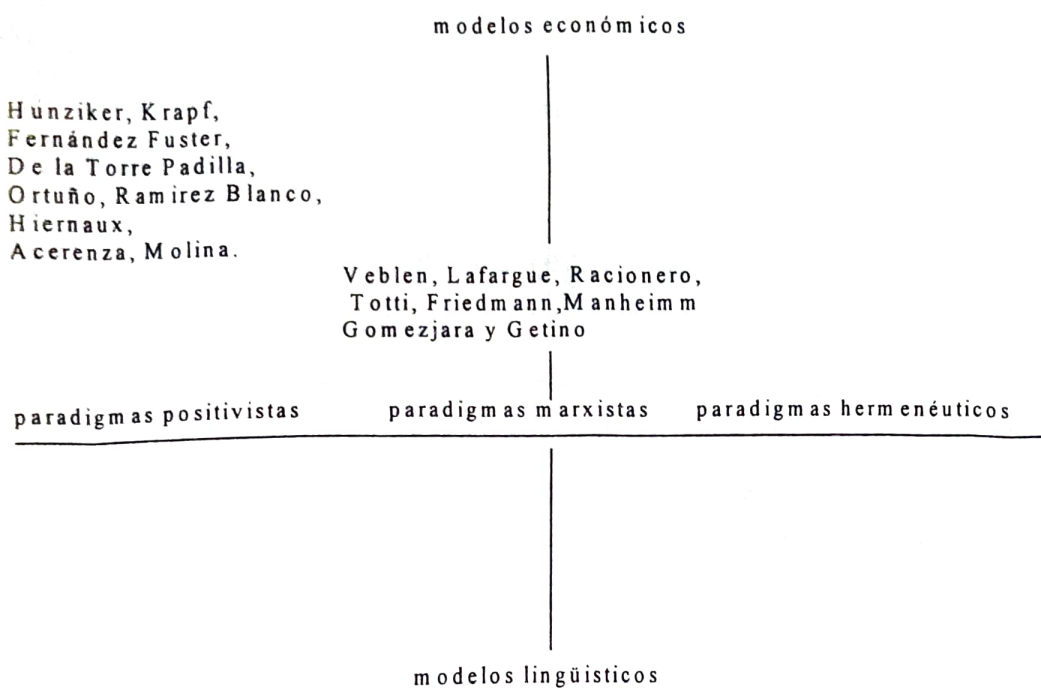 modelos económicos
Hunziker, Krapf,
Fernández Fuster,
De la Torre Padilla,
Ortuño, Ramirez Blanco,
Hiernaux,
Acerenza, Molina.
Veblen, Lafargue, Racionero,
Totti, Friedmann,Manheimm
Gomezjara y Getino
paradigmas positivistas paradigmas marxistas paradigmas hermenéuticos
modelos lingüisticos